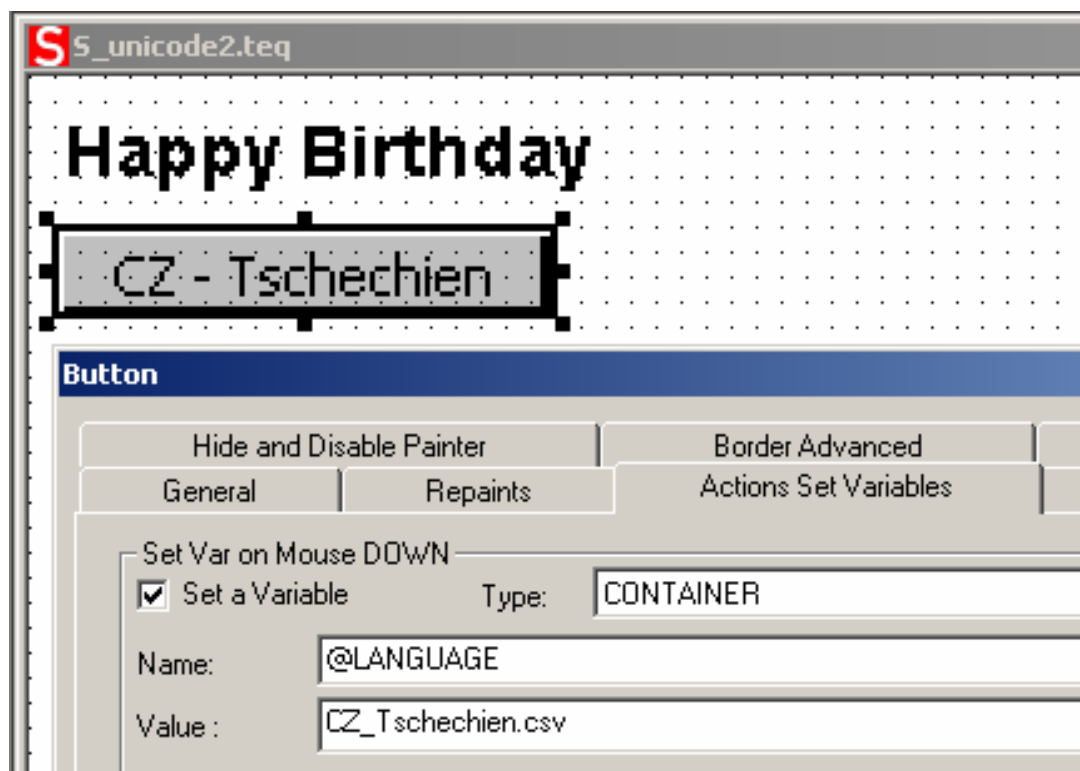 S S_unicode2.teq
Happy Birthday
CZ - Tschechien
Button
Hide and Disable Painter Border Advanced
General Repaints Actions Set Variables
Set Var on Mouse DOWN
Set a Variable Type: CONTAINER
Name: @LANGUAGE
Value : CZ_Tschechien.csv